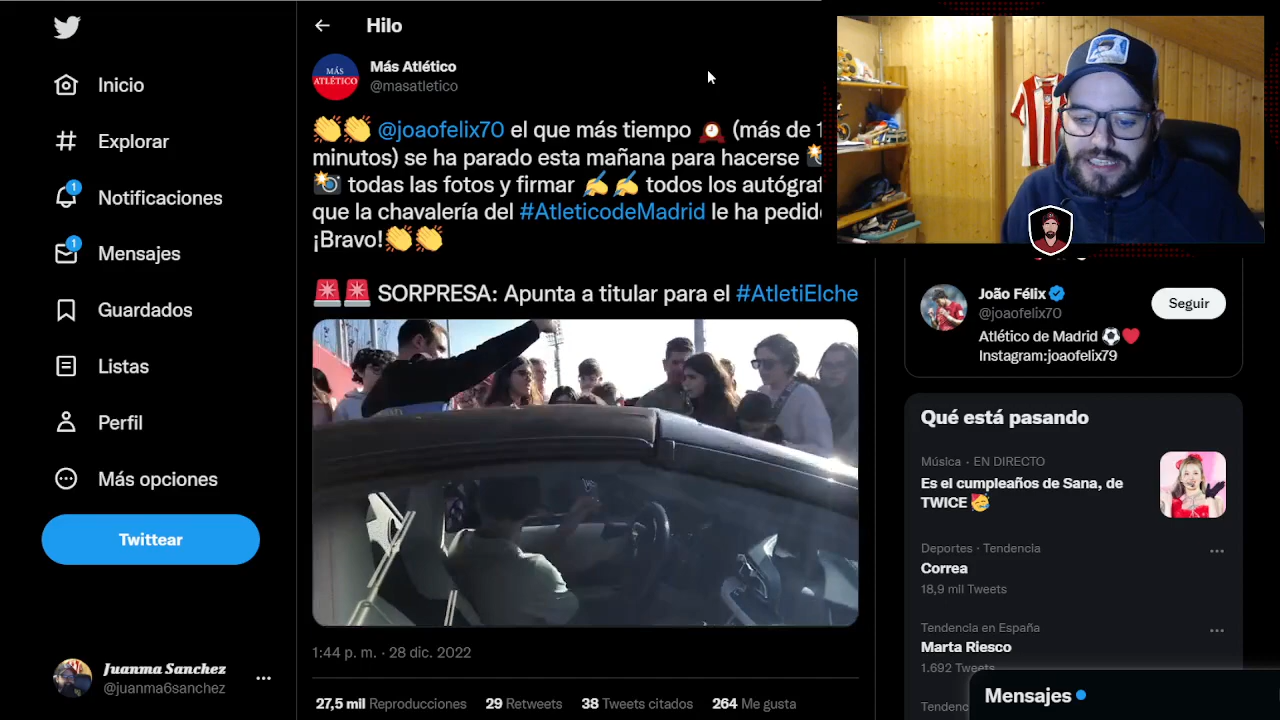 Hilo
Inicio
Explorar
1
Notificaciones
1
Mensajes
Guardados
Listas
Perfil
Más opciones
Twittear
Juanma Sanchez
@juanma6sanchez
MÁS
ATLÉTICO
Más Atlético
@masatletico
👏👏 @joaofelix70 el que más tiempo 🕰 (más de
minutos) se ha parado esta mañana para hacerse 📸
📸 todas las fotos y firmar ✍️✍️ todos los
que la chavalería del #AtleticodeMadrid le ha
¡Bravo!👏👏
🚨🚨 SORPRESA: Apunta a titular para el #AtletiElche
1:44 p. m. · 28 dic. 2022
27,5 mil Reproducciones 29 Retweets 38 Tweets citados 264 Me gusta
João Félix
@joaofelix70
Seguir
Atlético de Madrid ⚽❤️
Instagram:joaofelix79
Qué está pasando
Música · EN DIRECTO
Es el cumpleaños de Sana, de
TWICE 🥳
Deportes · Tendencia
Correa
18,9 mil Tweets
Tendencia en España
Marta Riesco
1.692 Tweets
Mensajes